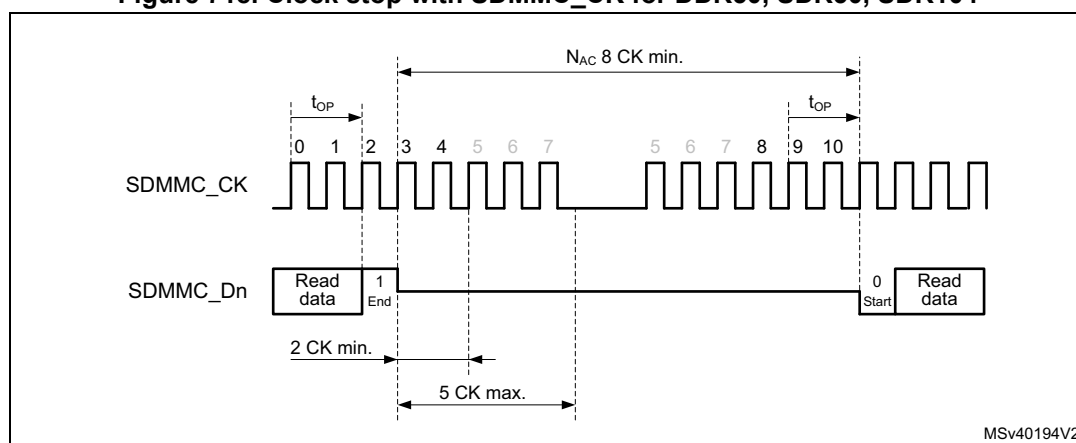 Figure 718. Clock stop with SDMMC_CK for DDR50, SDR50, SDR104
NAC 8 CK min.
tOP
tOP
0 1 2 3 4 5 6 7 5 6 7 8 9 10
SDMMC_CK
SDMMC_Dn
Read data
1 End
0 Start
Read data
2 CK min.
5 CK max.
MSv40194V2